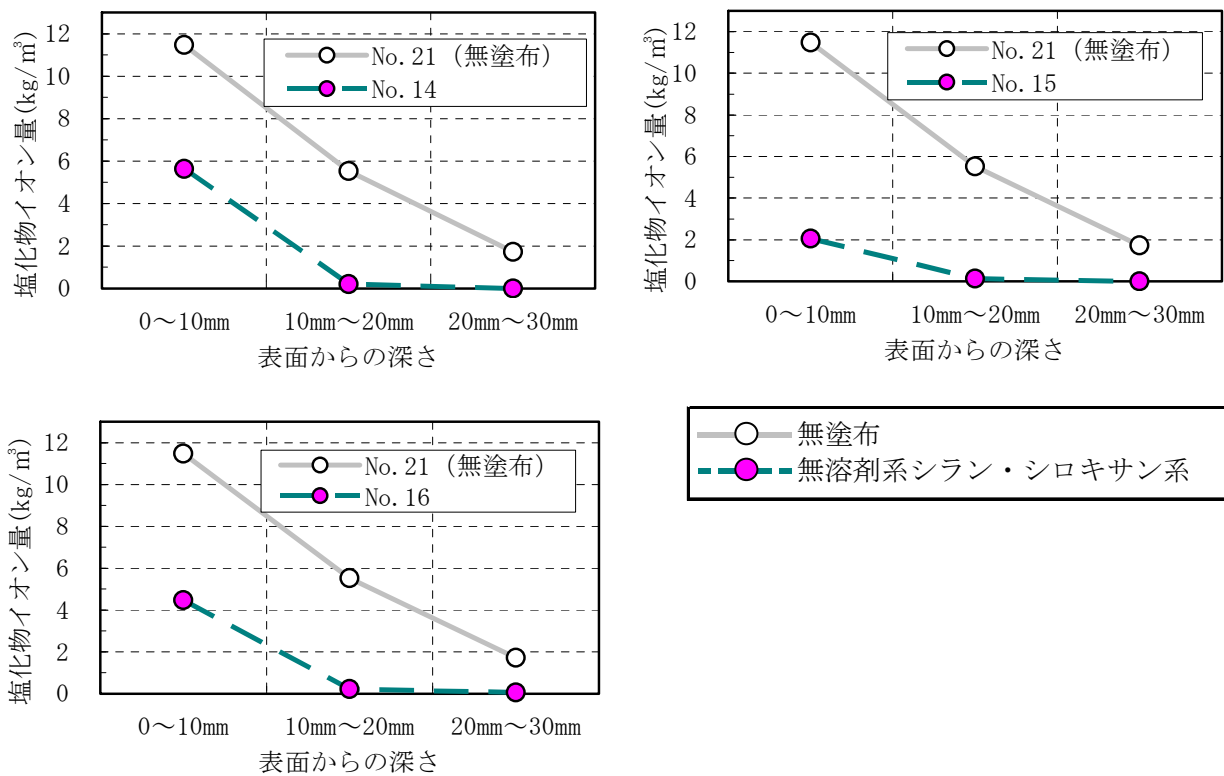 塩化物イオン量(kg/㎥)
12
10
8
6
4
2
0
No.21（無塗布）
No.14
0～10mm
10mm～20mm
20mm～30mm
表面からの深さ
塩化物イオン量(kg/㎥)
12
10
8
6
4
2
0
No.21（無塗布）
No.15
0～10mm
10mm～20mm
20mm～30mm
表面からの深さ
塩化物イオン量(kg/㎥)
12
10
8
6
4
2
0
No.21（無塗布）
No.16
0～10mm
10mm～20mm
20mm～30mm
表面からの深さ
無塗布
無溶剤系シラン・シロキサン系